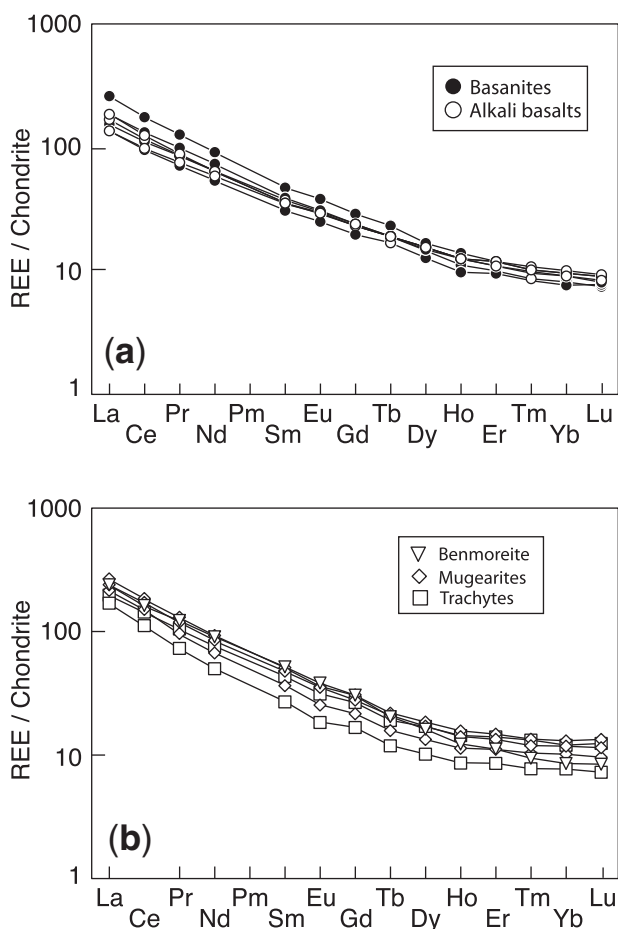 1000
100
10
1
REE / Chondrite
Basanites
Alkali basalts
(a)
La Pr Pm Eu Tb Ho Tm Lu
Ce Nd Sm Gd Dy Er Yb
1000
100
10
1
REE / Chondrite
Benmoreite
Mugearites
Trachytes
(b)
La Pr Pm Eu Tb Ho Tm Lu
Ce Nd Sm Gd Dy Er Yb